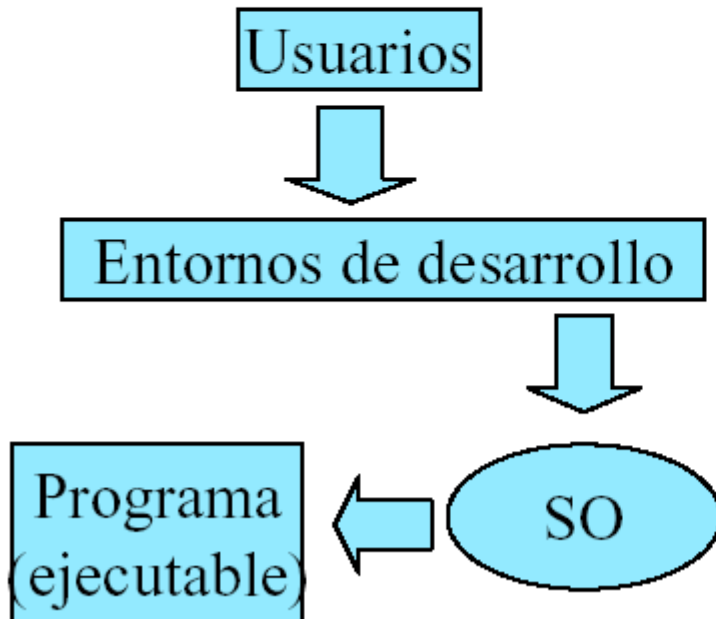 Usuarios
Entornos de desarrollo
SO
Programa
(ejecutable)